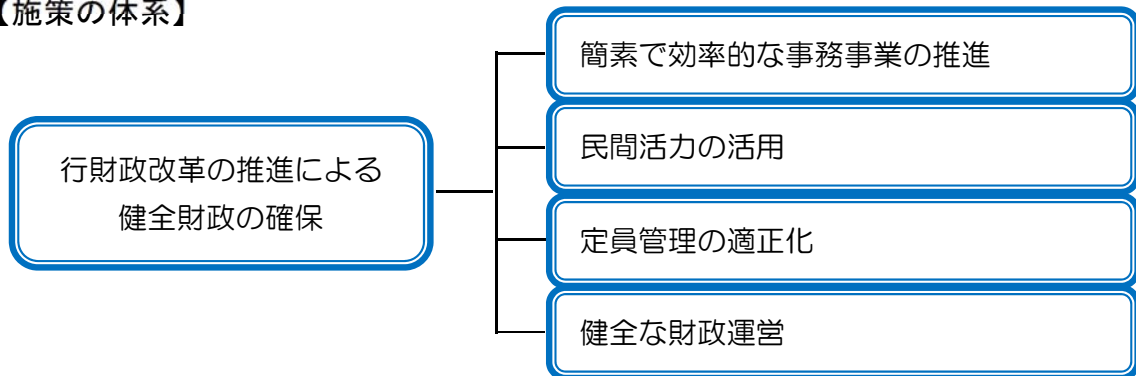 【施策の体系】
行財政改革の推進による
健全財政の確保
簡素で効率的な事務事業の推進
民間活力の活用
定員管理の適正化
健全な財政運営